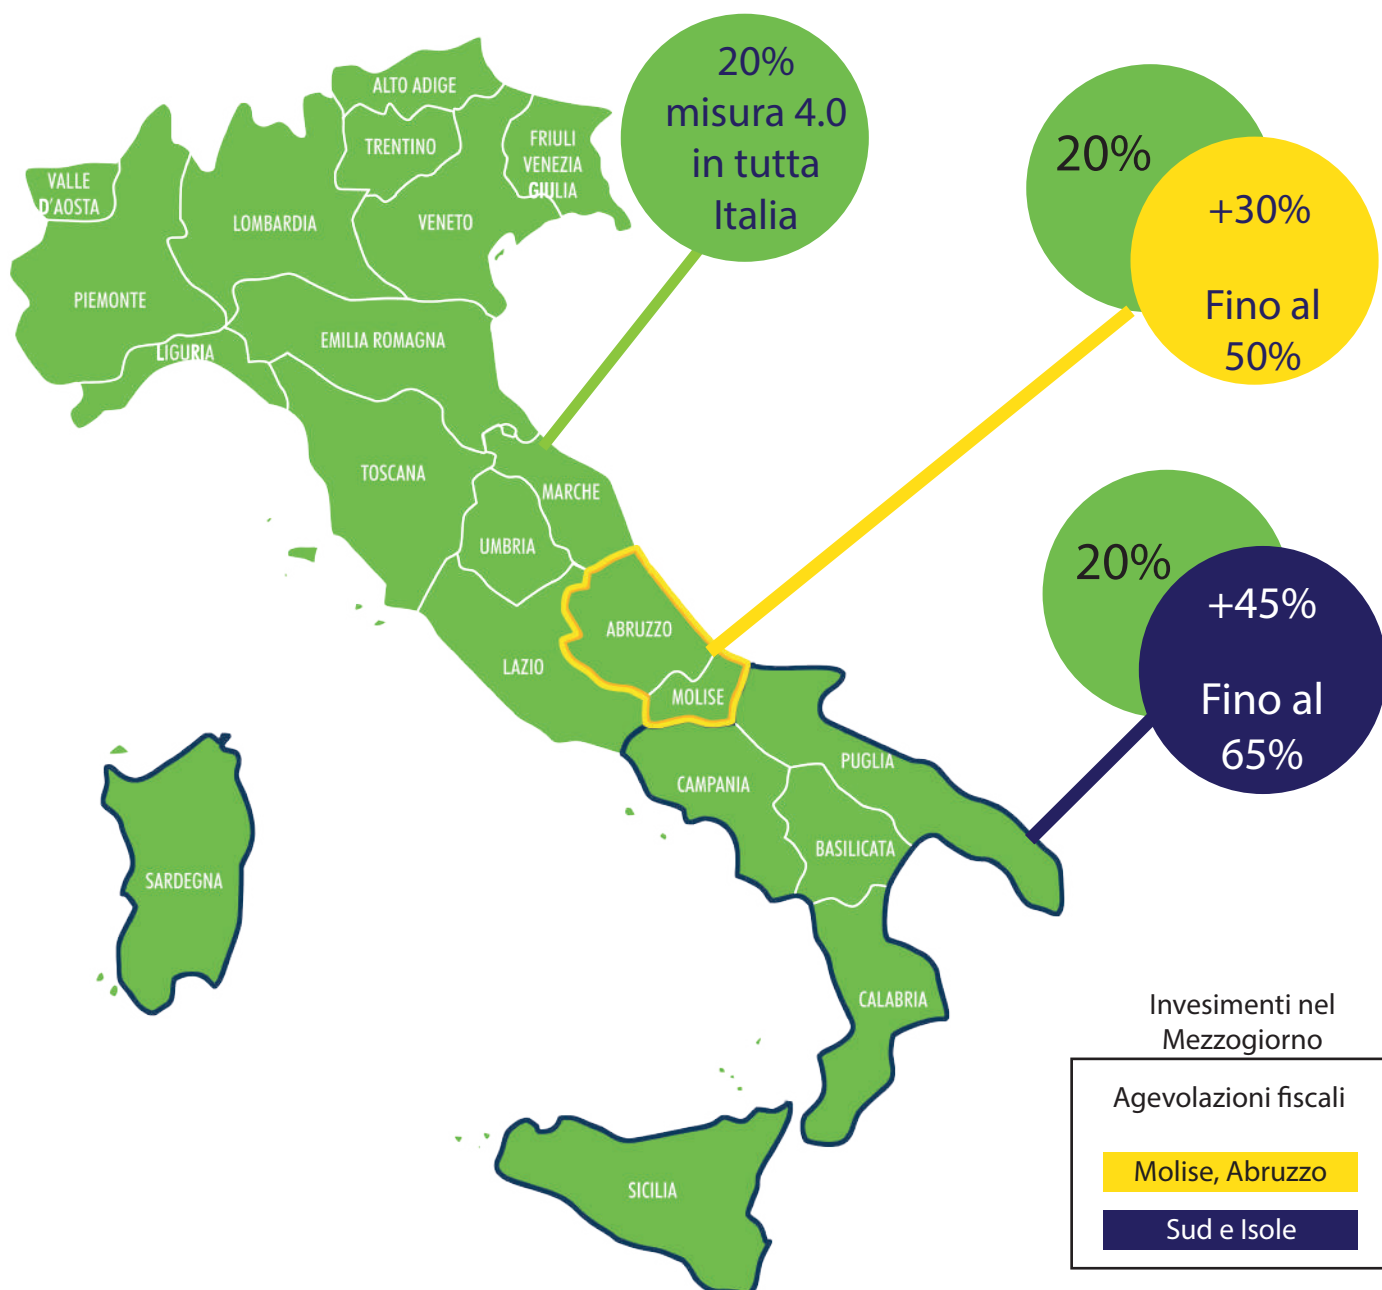 ALTO ADIGE
TRENTINO
FRIULI
VENEZIA
GIULIA
VALLE
D'AOSTA
LOMBARDIA
VENETO
PIEMONTE
EMILIA ROMAGNA
LIGURIA
TOSCANA
MARCHE
UMBRIA
ABRUZZO
LAZIO
MOLISE
PUGLIA
CAMPANIA
BASILICATA
SARDEGNA
CALABRIA
SICILIA
20%
misura 4.0
in tutta
Italia
20%
+30%
Fino al
50%
20%
+45%
Fino al
65%
Invesimenti nel
Mezzogiorno
Agevolazioni fiscali
Molise, Abruzzo
Sud e Isole